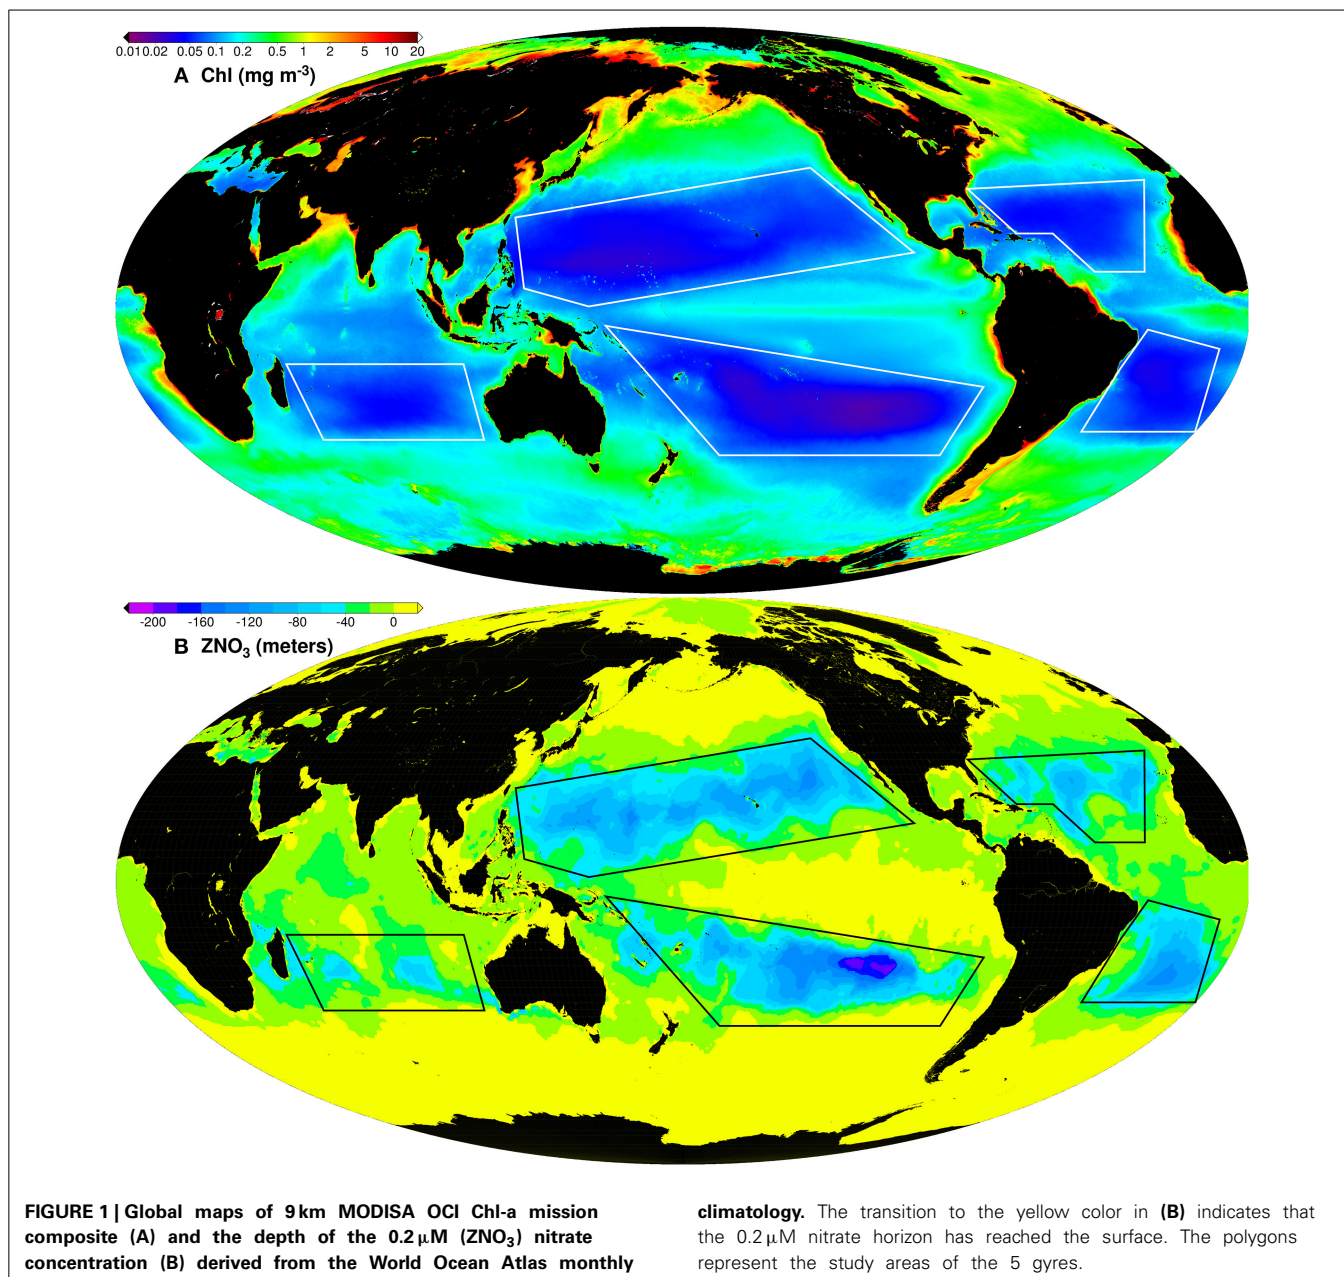 0.01 0.02 0.05 0.1 0.2 0.5 1 2 5 10 20
A Chl (mg m-3)
-200 -160 -120 -80 -40 0
B ZNO3 (meters)
FIGURE 1 | Global maps of 9 km MODISA OCI Chl-a mission
composite (A) and the depth of the 0.2 μM (ZNO3) nitrate
concentration (B) derived from the World Ocean Atlas monthly
climatology. The transition to the yellow color in (B) indicates that
the 0.2 μM nitrate horizon has reached the surface. The polygons
represent the study areas of the 5 gyres.